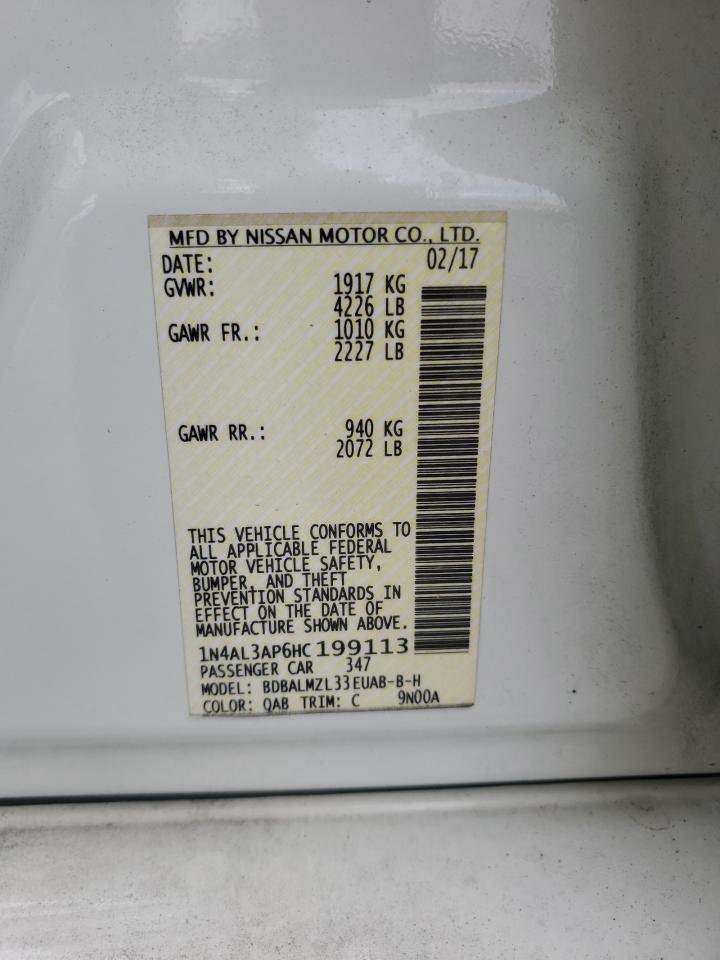 MFD BY NISSAN MOTOR CO., LTD.
DATE: 02/17
GVWR: 1917 KG
4226 LB
GAWR FR.: 1010 KG
2227 LB
GAWR RR.: 940 KG
2072 LB
THIS VEHICLE CONFORMS TO
ALL APPLICABLE FEDERAL
MOTOR VEHICLE SAFETY,
BUMPER, AND THEFT
PREVENTION STANDARDS IN
EFFECT ON THE DATE OF
MANUFACTURE SHOWN ABOVE.
1N4AL3AP6HC199113
PASSENGER CAR 347
MODEL: BDBALMZL33EUAB-B-H
COLOR: QAB TRIM: C 9N00A